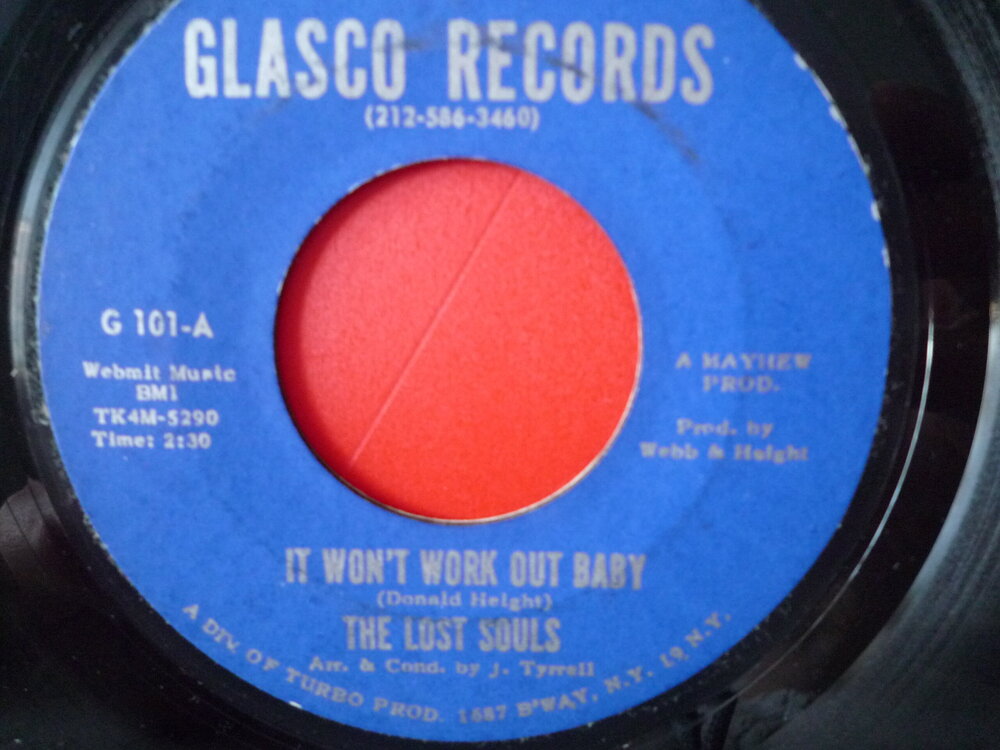 GLASCO RECORDS
(212-586-3460)
G 101-A
Webmit Music
BMI
TK4M-5290
Time: 2:30
A MAYHEW
PROD.
Prod. by
Webb & Height
IT WON'T WORK OUT BABY
(Donald Height)
THE LOST SOULS
Arr. & Cond. by J. Tyrrell
A DIV. OF TURBO PROD. 1687 B'WAY, N.Y. 19 N.Y.